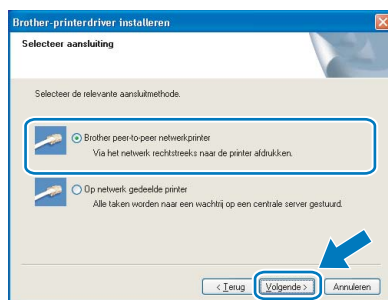 Brother-printerdriver installeren
Selecteer aansluiting
Selecteer de relevante aansluitmethode.
Brother peer-to-peer netwerkprinter
Via het netwerk rechtstreeks naar de printer afdrukken.
Op netwerk gedeelde printer
Alle taken worden naar een wachtrij op een centrale server gestuurd.
< Terug Volgende > Annuleren